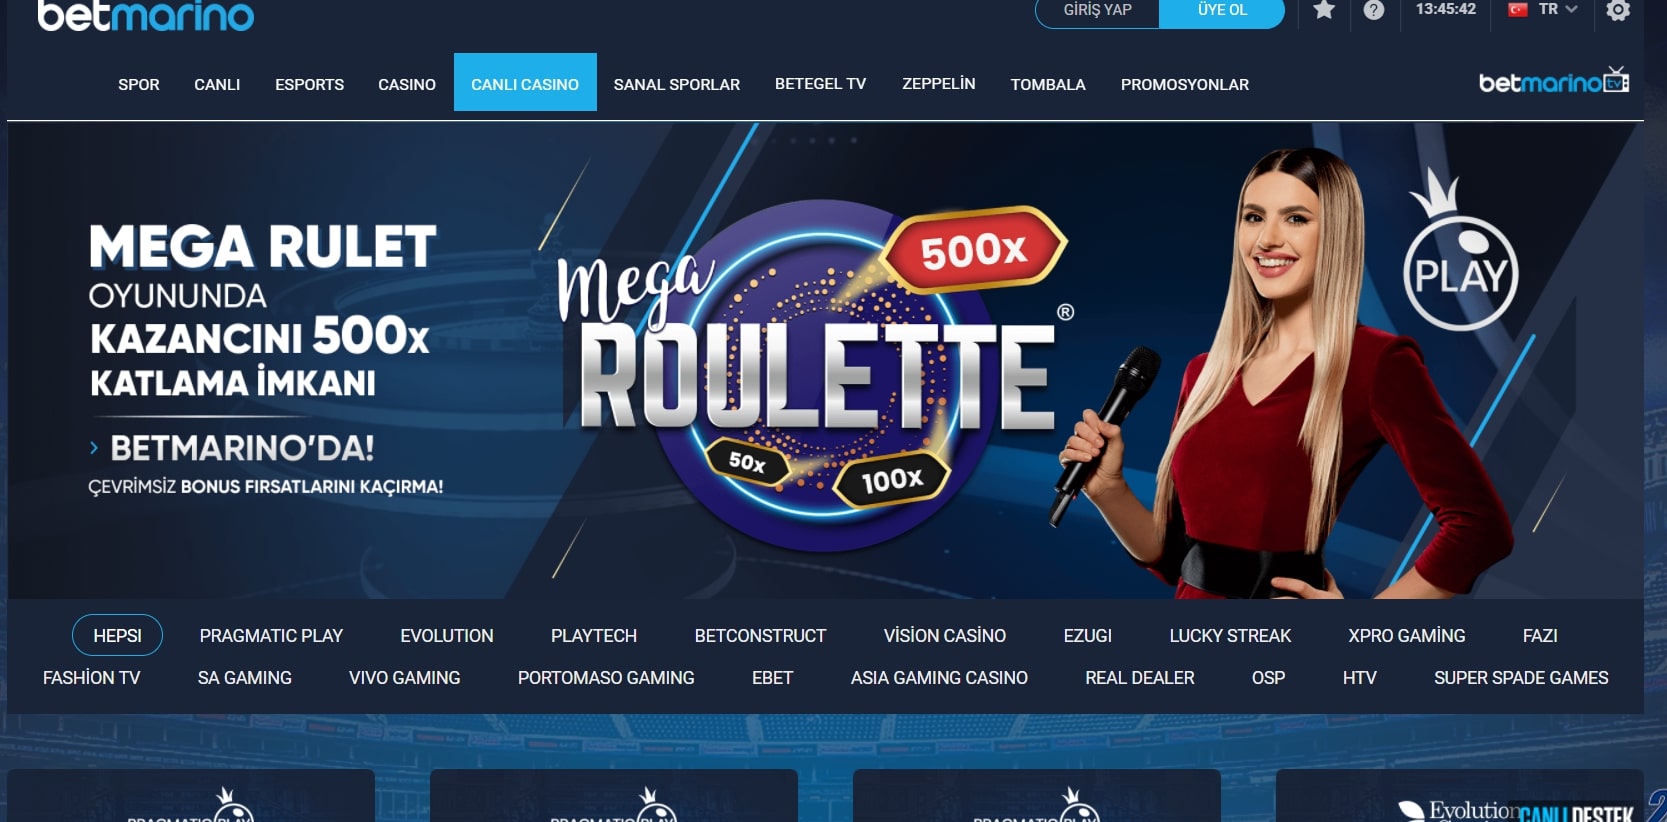 betmarino
GİRİŞ YAP
ÜYE OL
13:45:42
TR
SPOR
CANLI
ESPORTS
CASINO
CANLI CASINO
SANAL SPORLAR
BETEGEL TV
ZEPPELİN
TOMBALA
PROMOSYONLAR
betmarino tv
MEGA RULET
OYUNUNDA
KAZANCINI 500x
KATLAMA İMKANI
› BETMARINO'DA!
ÇEVRİMSİZ BONUS FIRSATLARINI KAÇIRMA!
Mega
ROULETTE®
500x
50x
100x
PLAY
HEPSI
PRAGMATIC PLAY
EVOLUTION
PLAYTECH
BETCONSTRUCT
VİSİON CASİNO
EZUGI
LUCKY STREAK
XPRO GAMİNG
FAZI
FASHİON TV
SA GAMING
VIVO GAMING
PORTOMASO GAMING
EBET
ASIA GAMING CASINO
REAL DEALER
OSP
HTV
SUPER SPADE GAMES
PRAGMATIC PLAY
PRAGMATIC PLAY
PRAGMATIC PLAY
Evolution
CANLI DESTEK